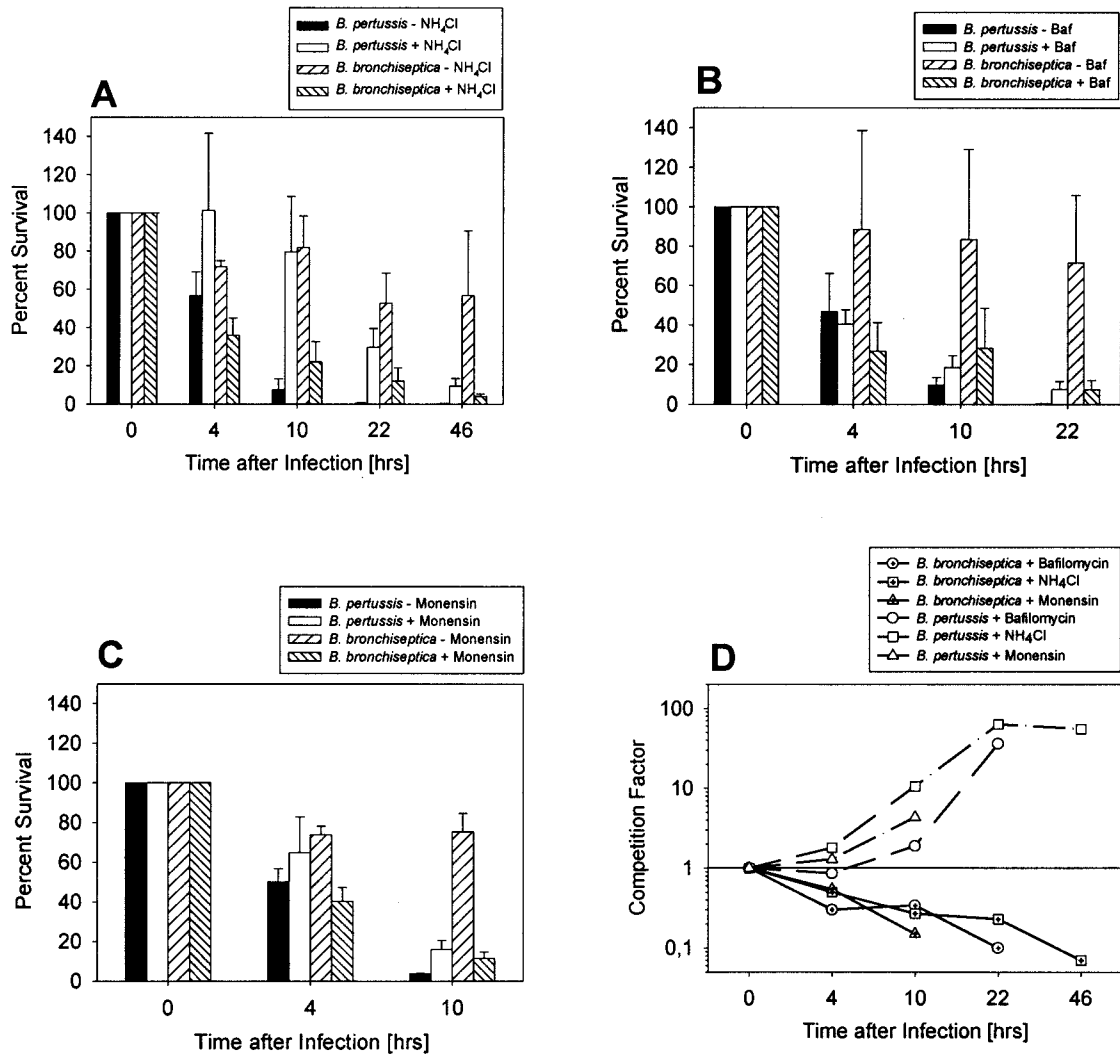 A
B. pertussis - NH4Cl
B. pertussis + NH4Cl
B. bronchiseptica - NH4Cl
B. bronchiseptica + NH4Cl
Percent Survival
140
120
100
80
60
40
20
0
0 4 10 22 46
Time after Infection [hrs]
B
B. pertussis - Baf
B. pertussis + Baf
B. bronchiseptica - Baf
B. bronchiseptica + Baf
Percent Survival
140
120
100
80
60
40
20
0
0 4 10 22
Time after Infection [hrs]
C
B. pertussis - Monensin
B. pertussis + Monensin
B. bronchiseptica - Monensin
B. bronchiseptica + Monensin
Percent Survival
140
120
100
80
60
40
20
0
0 4 10
Time after Infection [hrs]
D
B. bronchiseptica + Bafilomycin
B. bronchiseptica + NH4Cl
B. bronchiseptica + Monensin
B. pertussis + Bafilomycin
B. pertussis + NH4Cl
B. pertussis + Monensin
Competition Factor
100
10
1
0,1
0 4 10 22 46
Time after Infection [hrs]